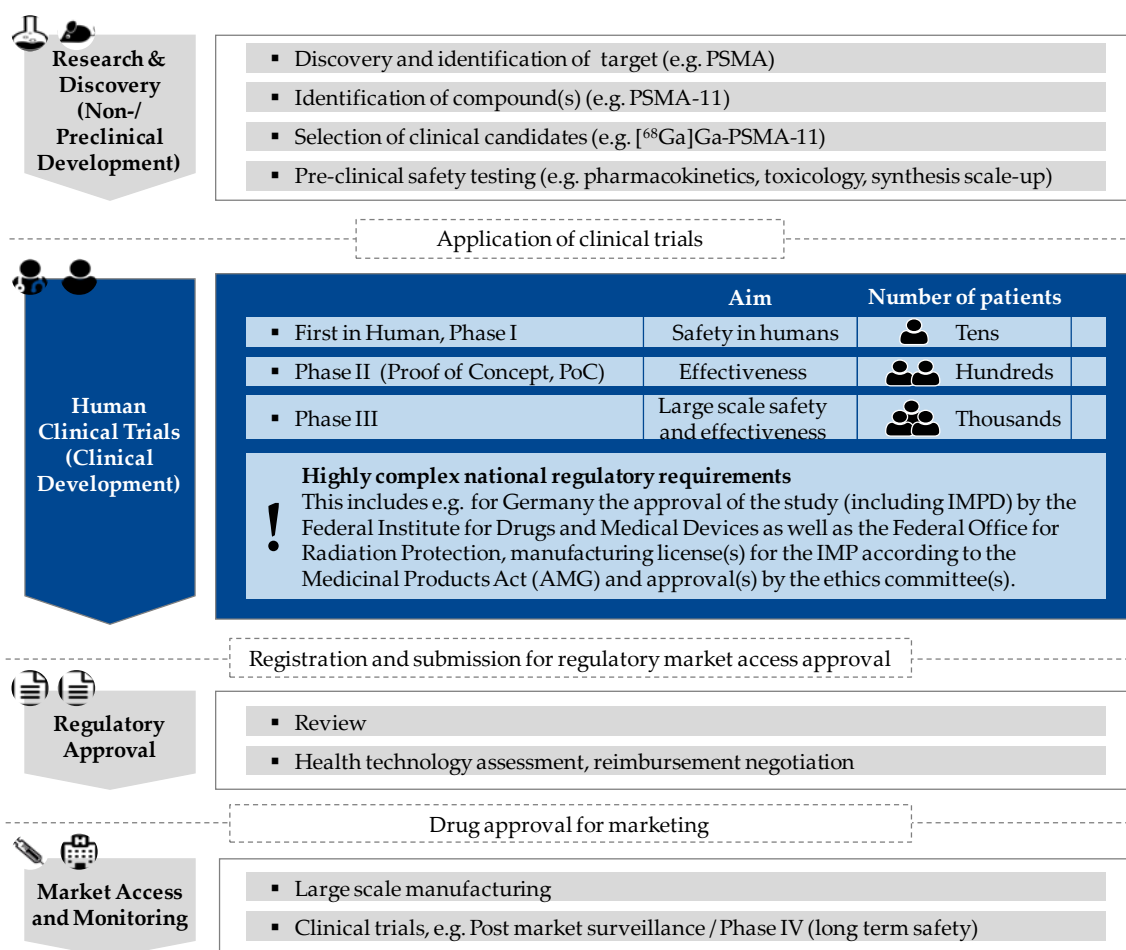 Research &
Discovery
(Non-/
Preclinical
Development)
▪ Discovery and identification of target (e.g. PSMA)
▪ Identification of compound(s) (e.g. PSMA-11)
▪ Selection of clinical candidates (e.g. [⁶⁸Ga]Ga-PSMA-11)
▪ Pre-clinical safety testing (e.g. pharmacokinetics, toxicology, synthesis scale-up)
Application of clinical trials
Human
Clinical Trials
(Clinical
Development)
Aim Number of patients
▪ First in Human, Phase I Safety in humans Tens
▪ Phase II (Proof of Concept, PoC) Effectiveness Hundreds
▪ Phase III Large scale safety
and effectiveness Thousands
! Highly complex national regulatory requirements
This includes e.g. for Germany the approval of the study (including IMPD) by the
Federal Institute for Drugs and Medical Devices as well as the Federal Office for
Radiation Protection, manufacturing license(s) for the IMP according to the
Medicinal Products Act (AMG) and approval(s) by the ethics committee(s).
Registration and submission for regulatory market access approval
Regulatory
Approval
▪ Review
▪ Health technology assessment, reimbursement negotiation
Drug approval for marketing
H
Market Access
and Monitoring
▪ Large scale manufacturing
▪ Clinical trials, e.g. Post market surveillance / Phase IV (long term safety)